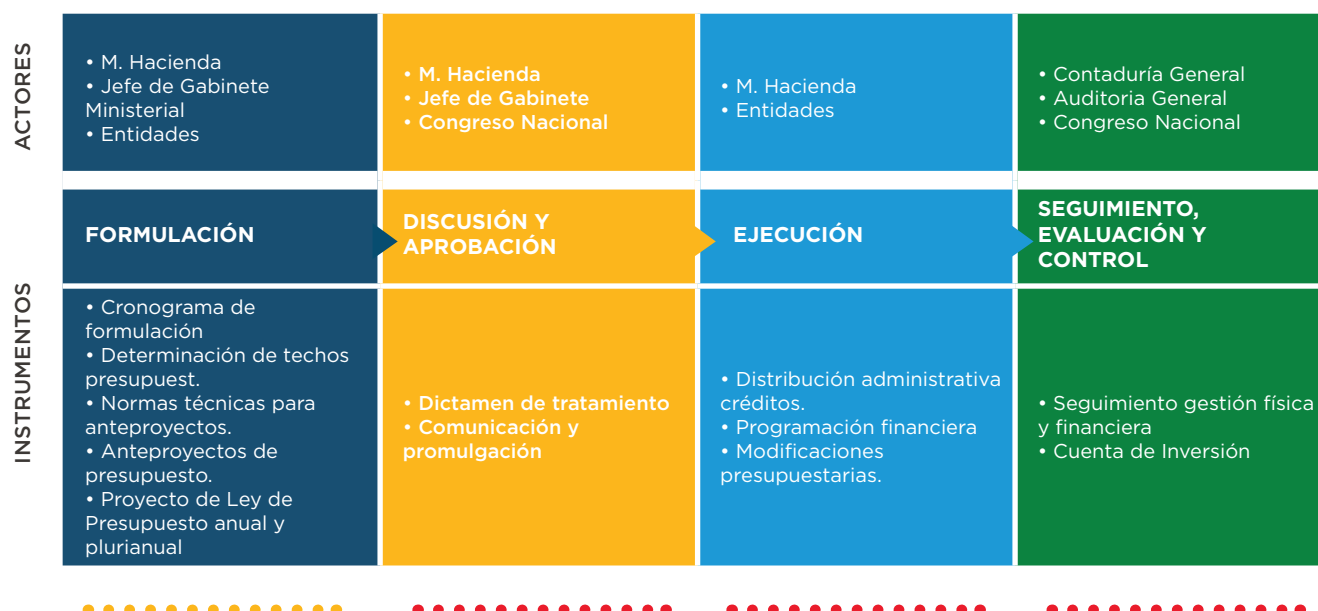 ACTORES
• M. Hacienda
• Jefe de Gabinete
Ministerial
• Entidades
• M. Hacienda
• Jefe de Gabinete
• Congreso Nacional
• M. Hacienda
• Entidades
• Contaduría General
• Auditoria General
• Congreso Nacional
FORMULACIÓN
DISCUSIÓN Y
APROBACIÓN
EJECUCIÓN
SEGUIMIENTO,
EVALUACIÓN Y
CONTROL
INSTRUMENTOS
• Cronograma de
formulación
• Determinación de techos
presupuest.
• Normas técnicas para
anteproyectos.
• Anteproyectos de
presupuesto.
• Proyecto de Ley de
Presupuesto anual y
plurianual
• Dictamen de tratamiento
• Comunicación y
promulgación
• Distribución administrativa
créditos.
• Programación financiera
• Modificaciones
presupuestarias.
• Seguimiento gestión física
y financiera
• Cuenta de Inversión